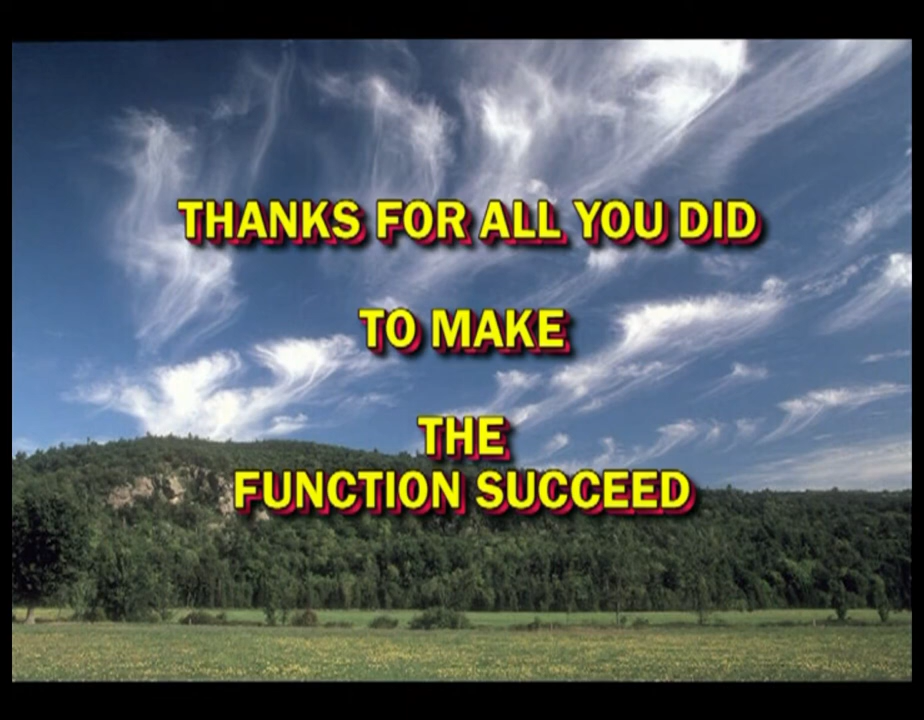 THANKS FOR ALL YOU DID
TO MAKE
THE
FUNCTION SUCCEED